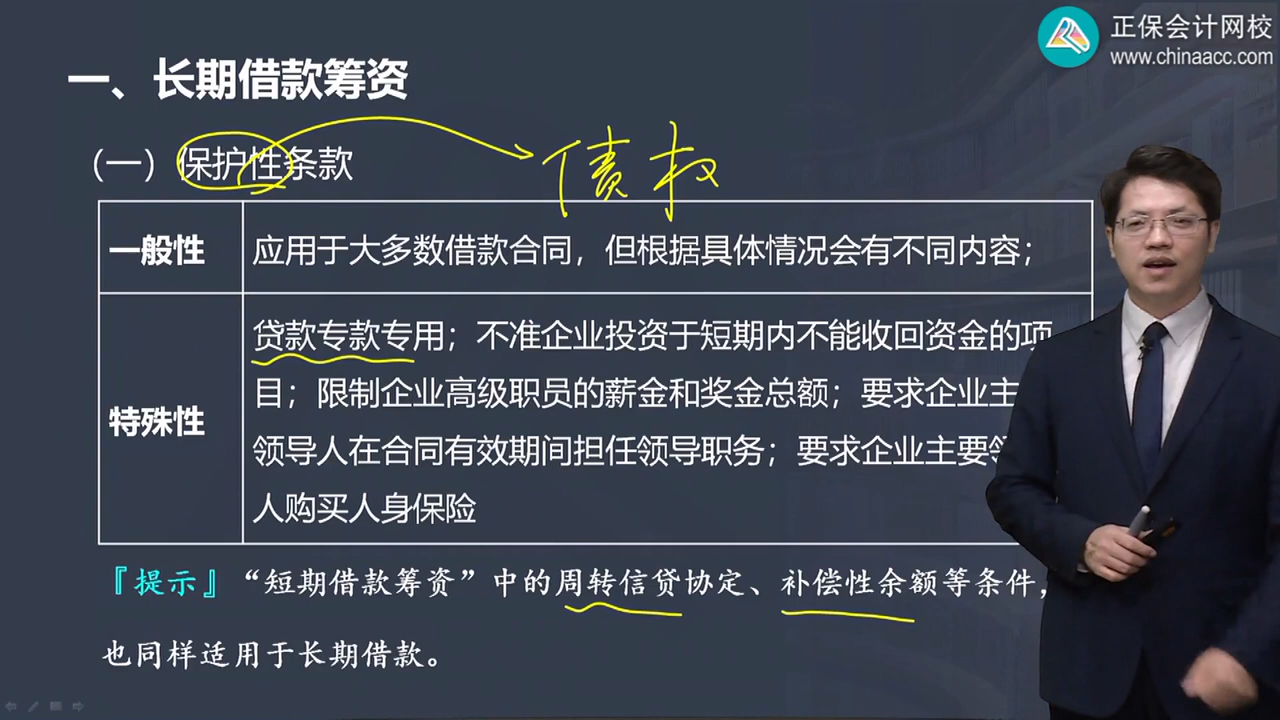 正保会计网校
www.chinaacc.com
一、长期借款筹资
（一）保护性条款
债权
一般性
应用于大多数借款合同，但根据具体情况会有不同内容；
特殊性
贷款专款专用；不准企业投资于短期内不能收回资金的项
目；限制企业高级职员的薪金和奖金总额；要求企业主
领导人在合同有效期间担任领导职务；要求企业主要
人购买人身保险
『提示』“短期借款筹资”中的周转信贷协定、补偿性余额等条件，
也同样适用于长期借款。